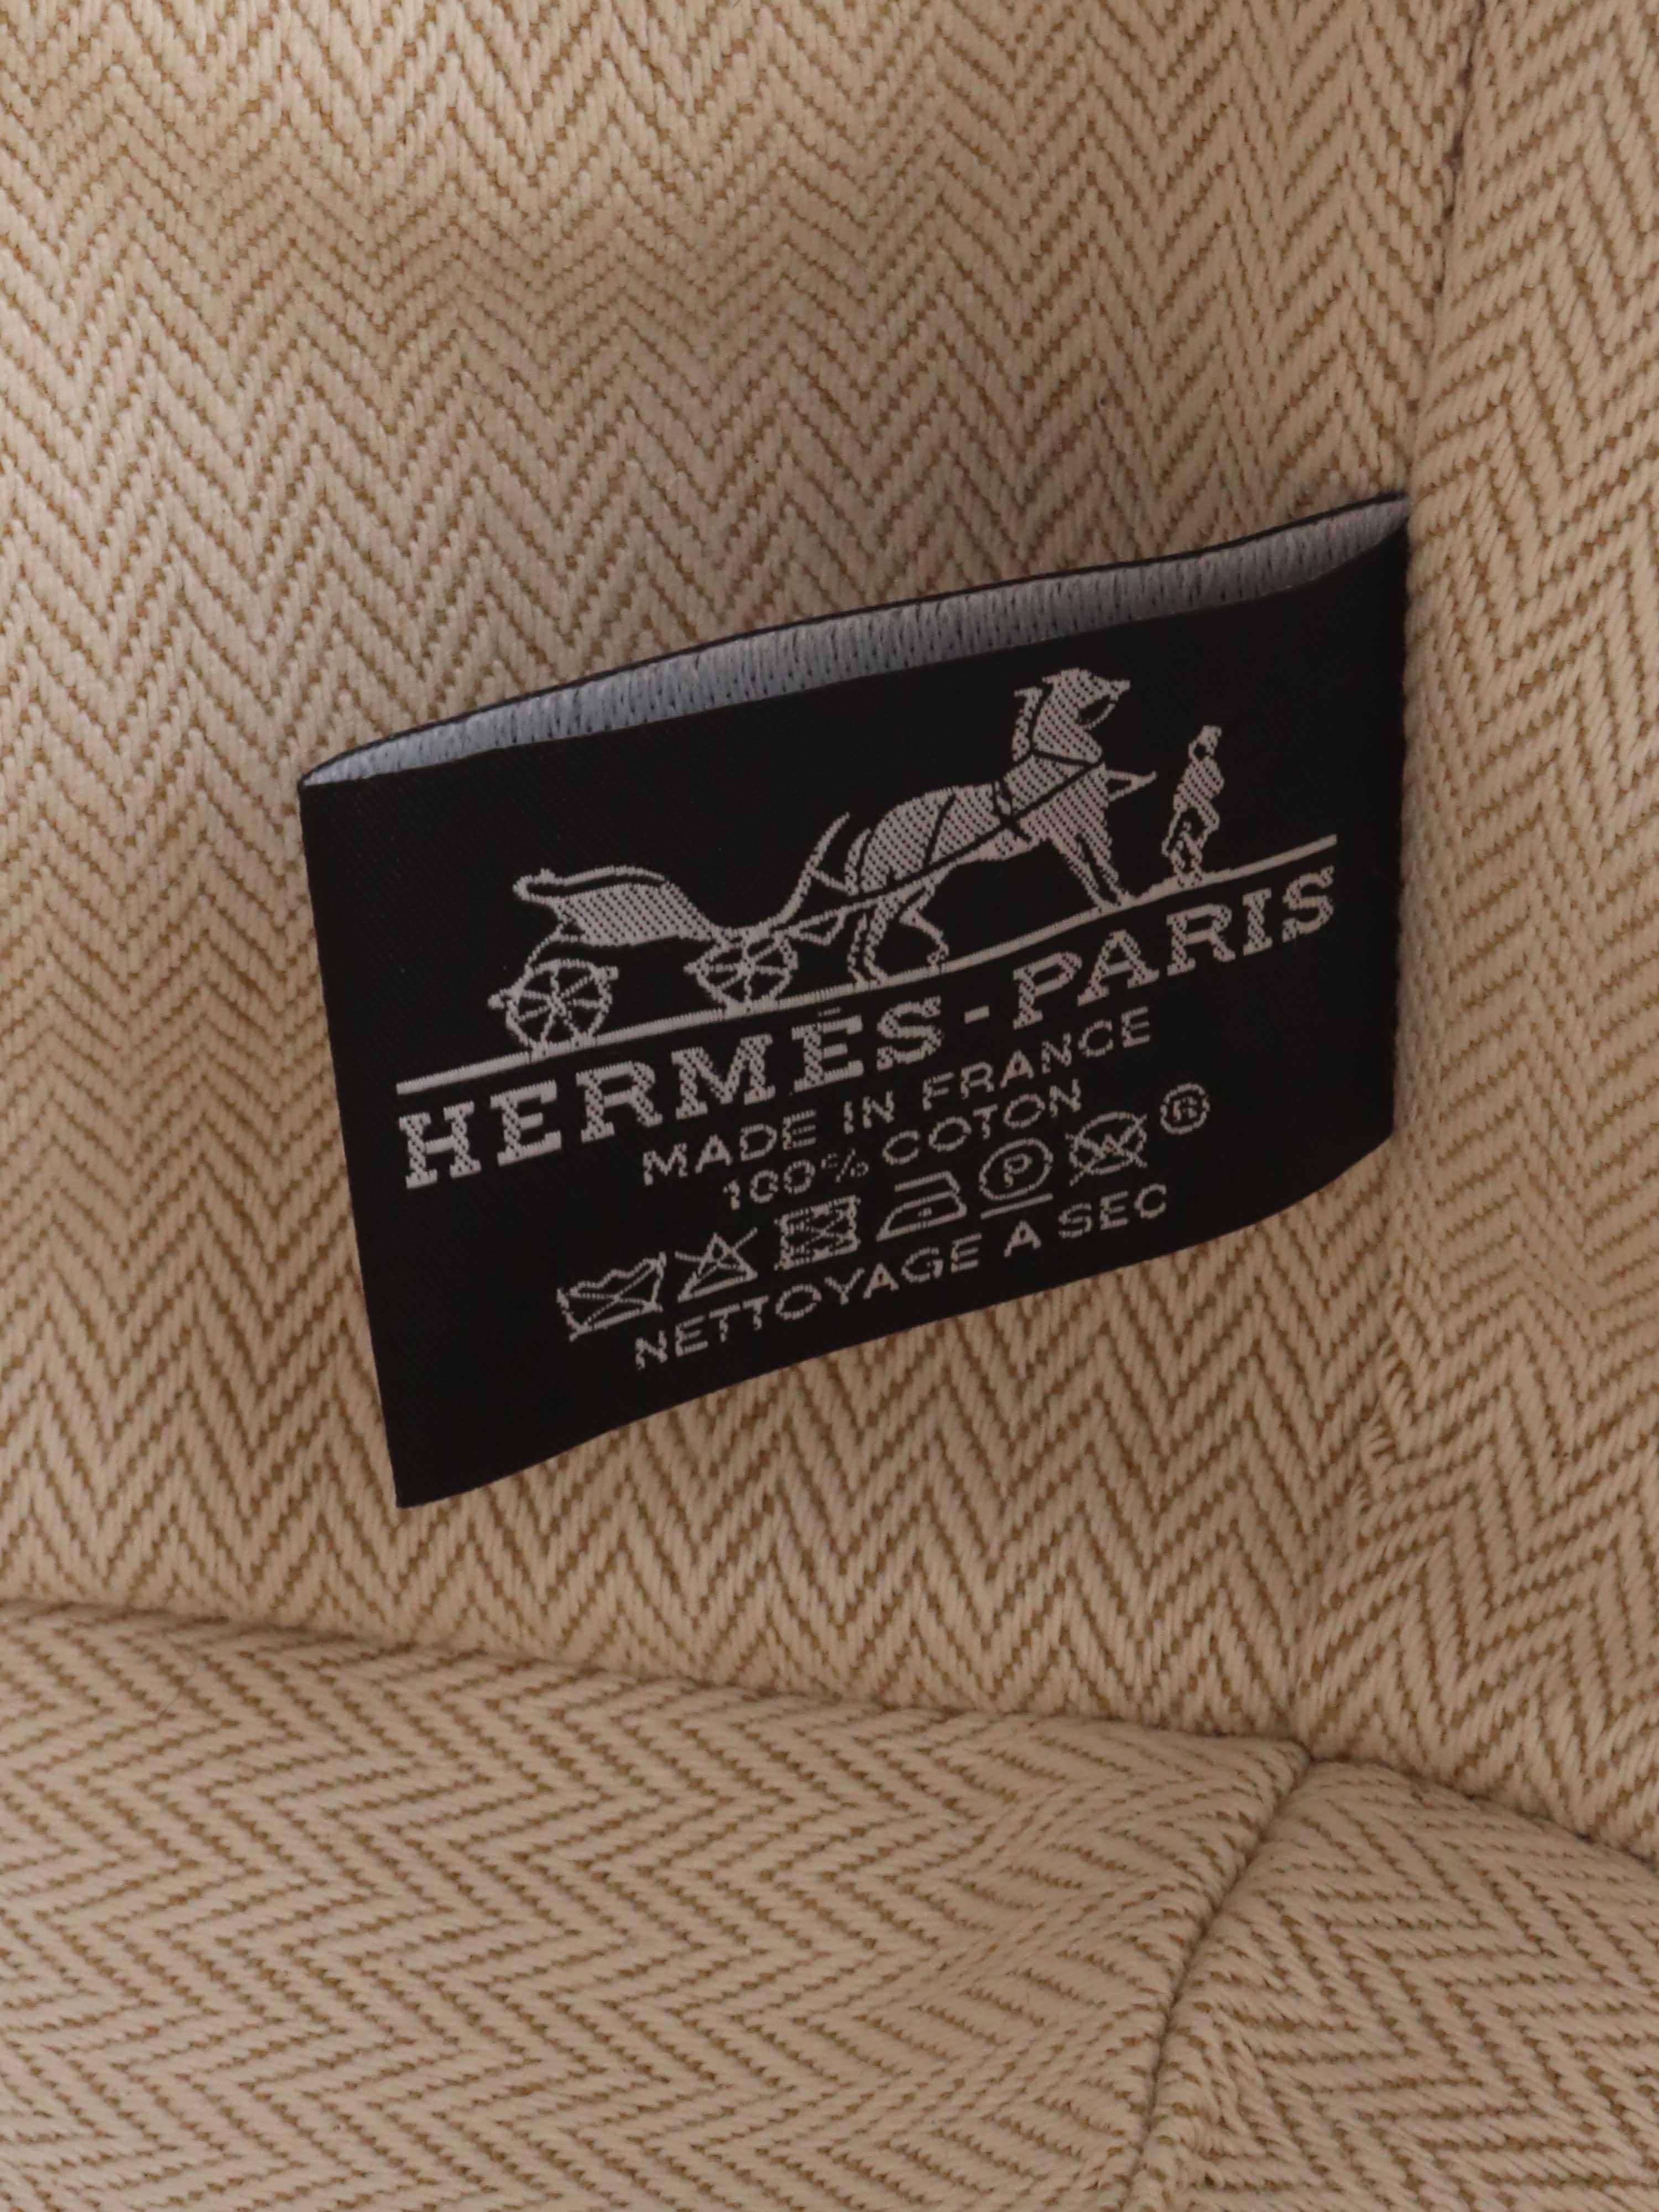 HERMÈS-PARIS
MADE IN FRANCE
100% COTON
P W ®
NETTOYAGE A SEC